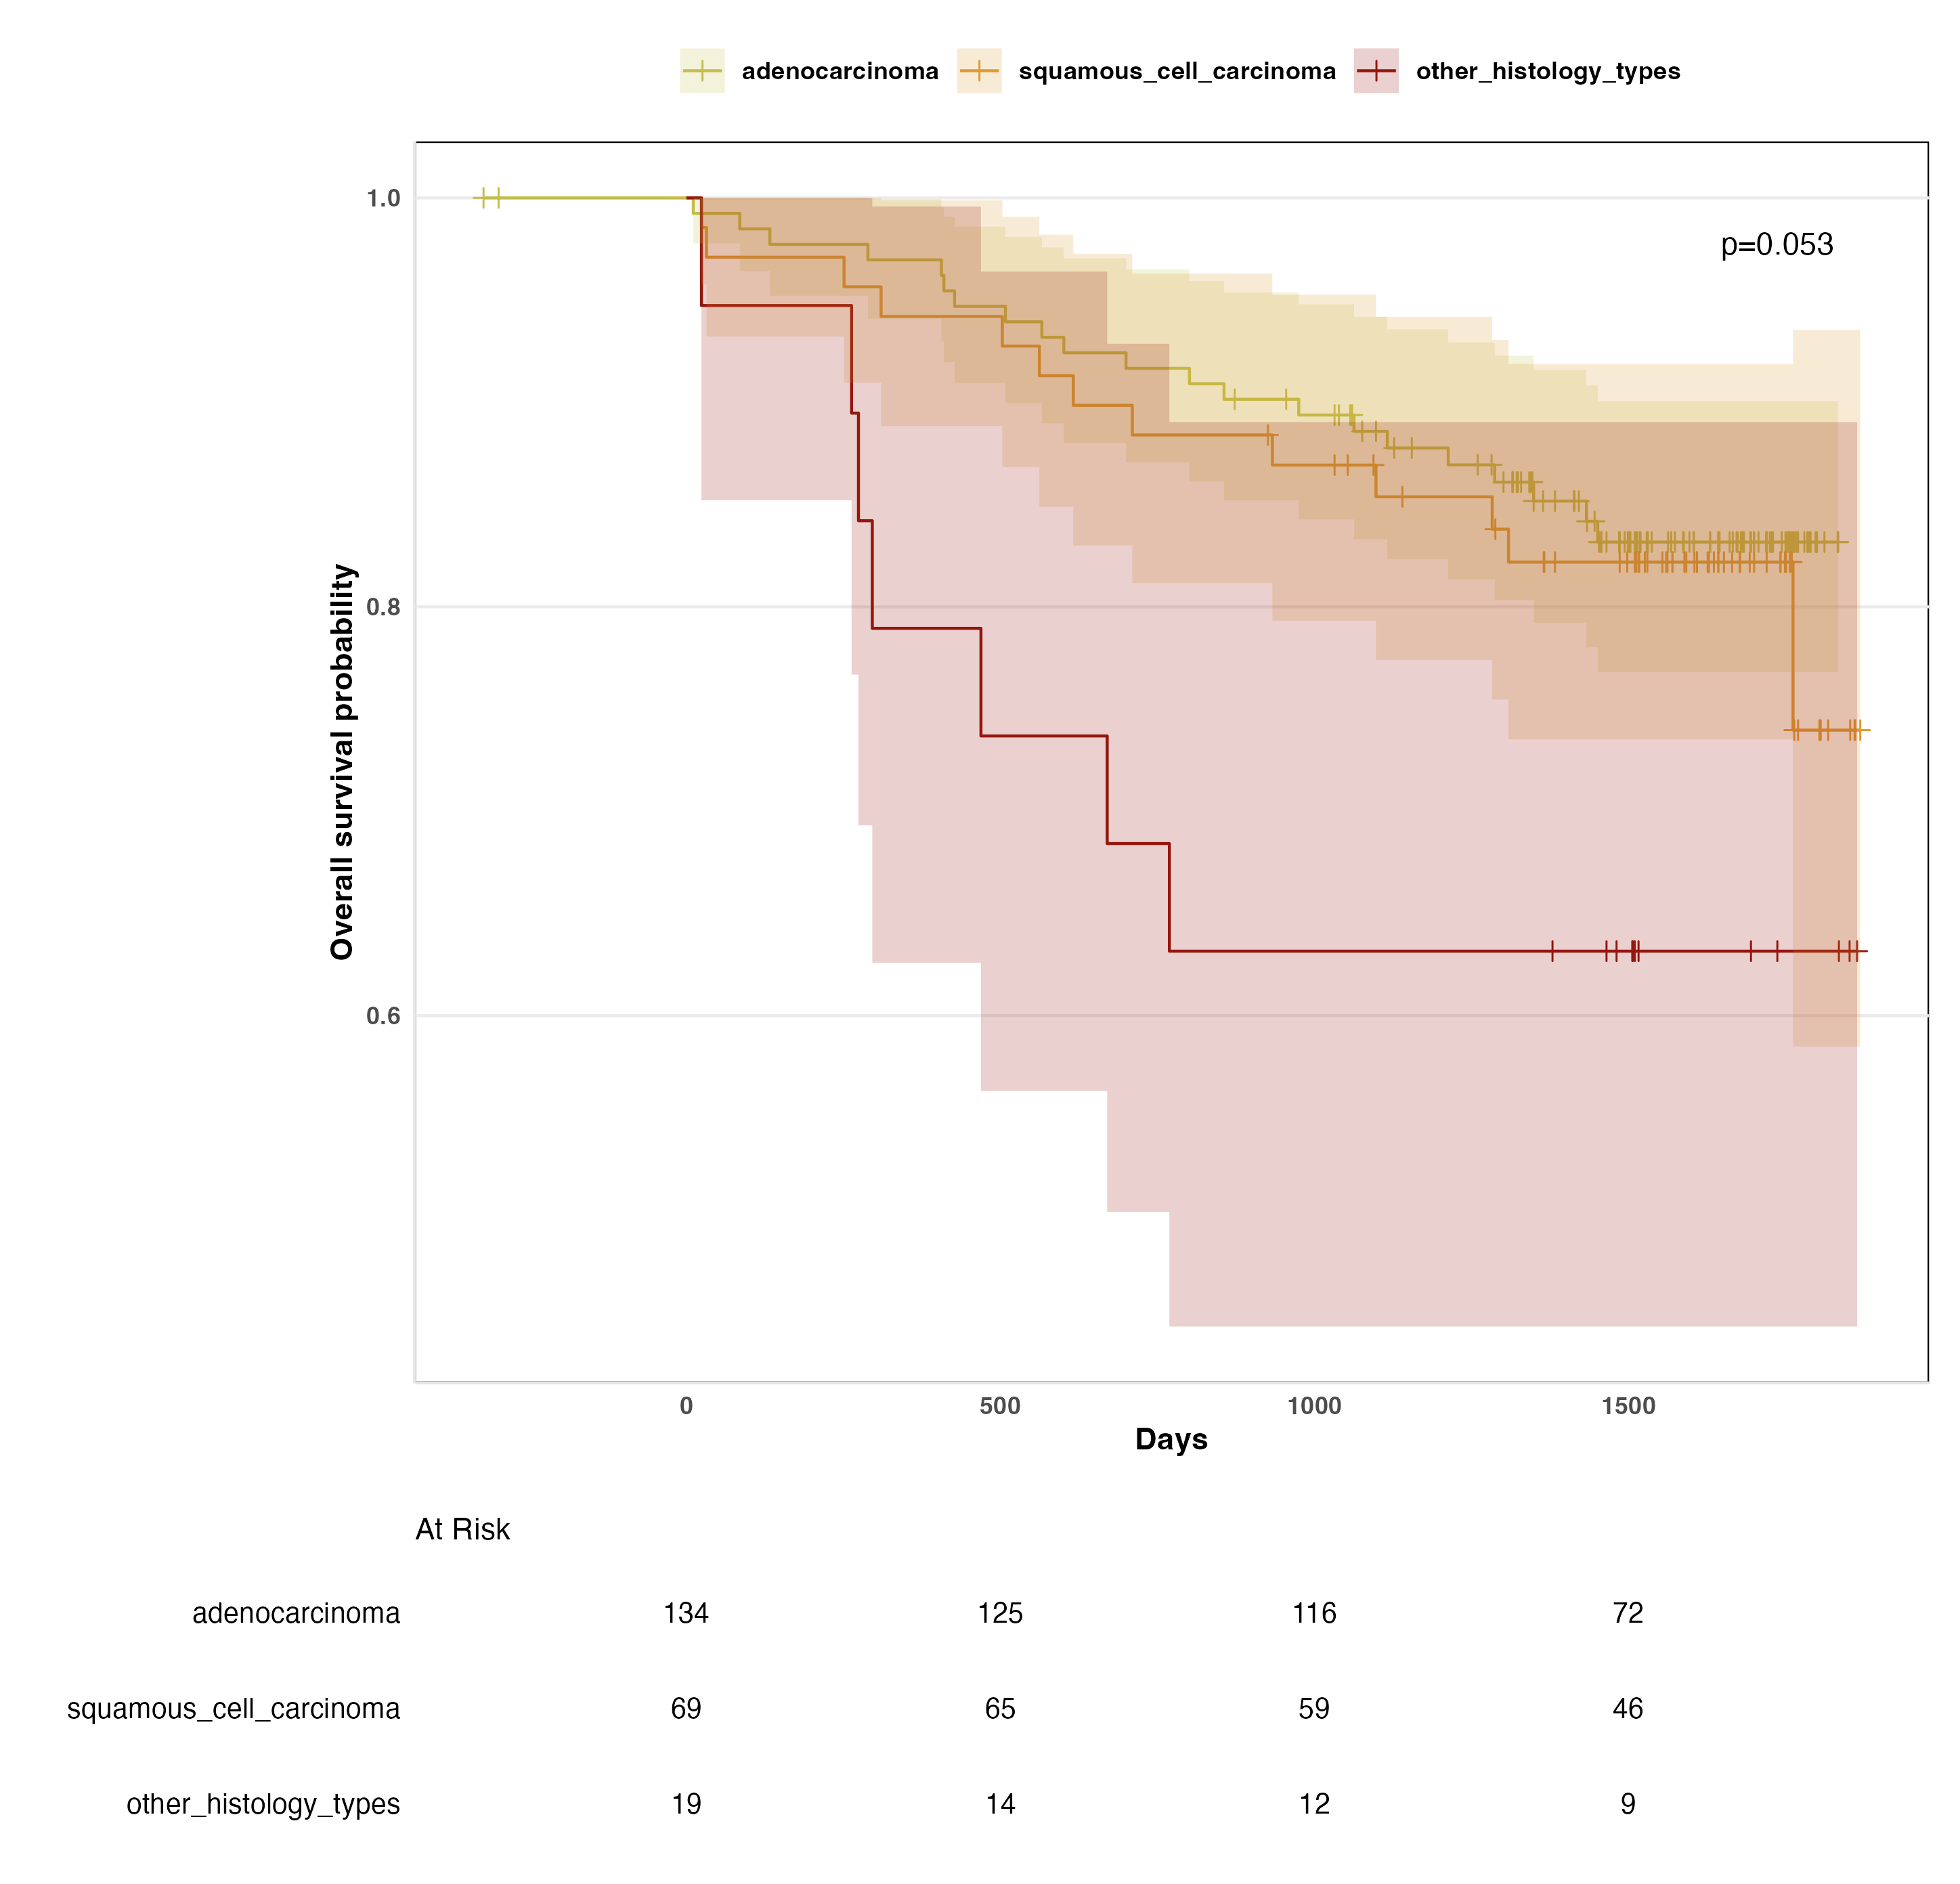 adenocarcinoma squamous_cell_carcinoma other_histology_types
1.0
p=0.053
0.8
0.6
Overall survival probability
0 500 1000 1500
Days
At Risk
adenocarcinoma 134 125 116 72
squamous_cell_carcinoma 69 65 59 46
other_histology_types 19 14 12 9